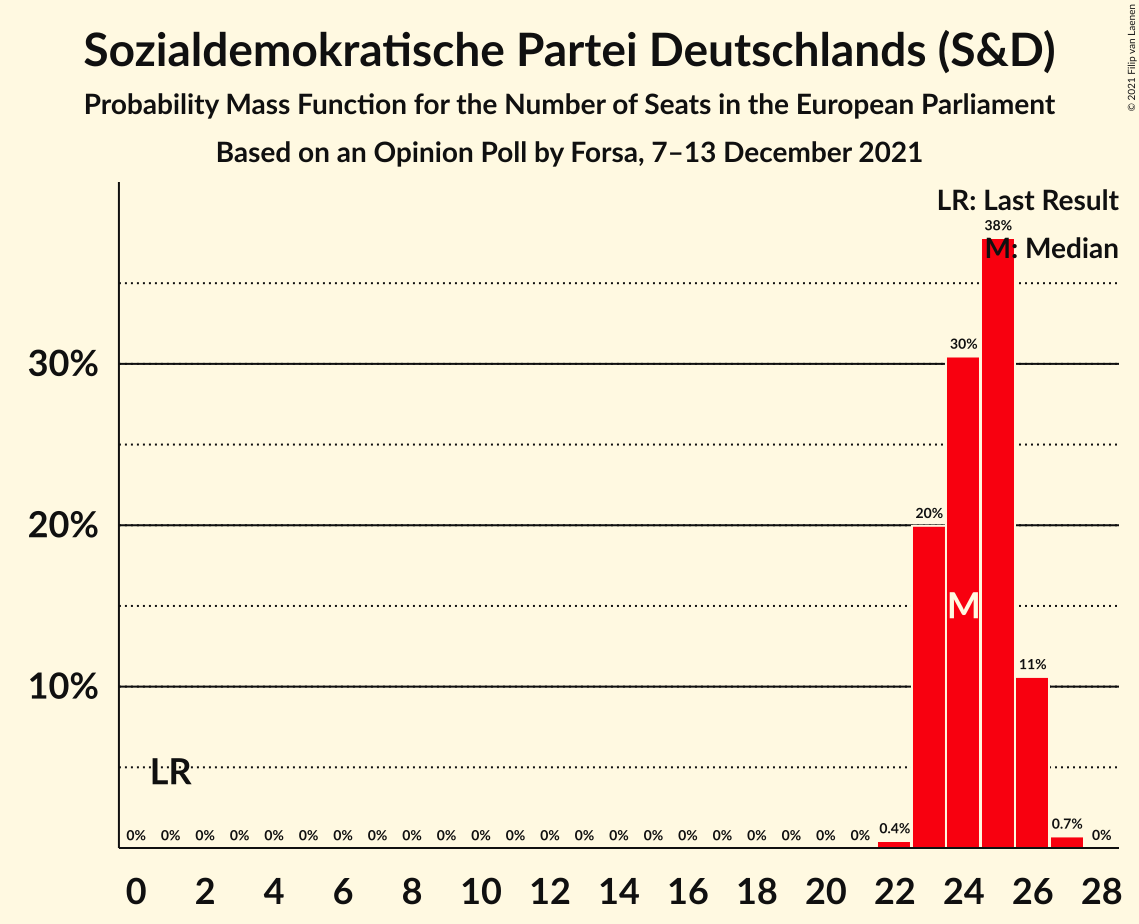 Sozialdemokratische Partei Deutschlands (S&D)
Probability Mass Function for the Number of Seats in the European Parliament
Based on an Opinion Poll by Forsa, 7–13 December 2021
© 2021 Filip van Laenen
LR: Last Result
38%
M: Median
30%
30%
20%
20%
M
11%
10%
LR
0% 0% 0% 0% 0% 0% 0% 0% 0% 0% 0% 0% 0% 0% 0% 0% 0% 0% 0% 0% 0% 0% 0.4% 0.7% 0%
0 2 4 6 8 10 12 14 16 18 20 22 24 26 28